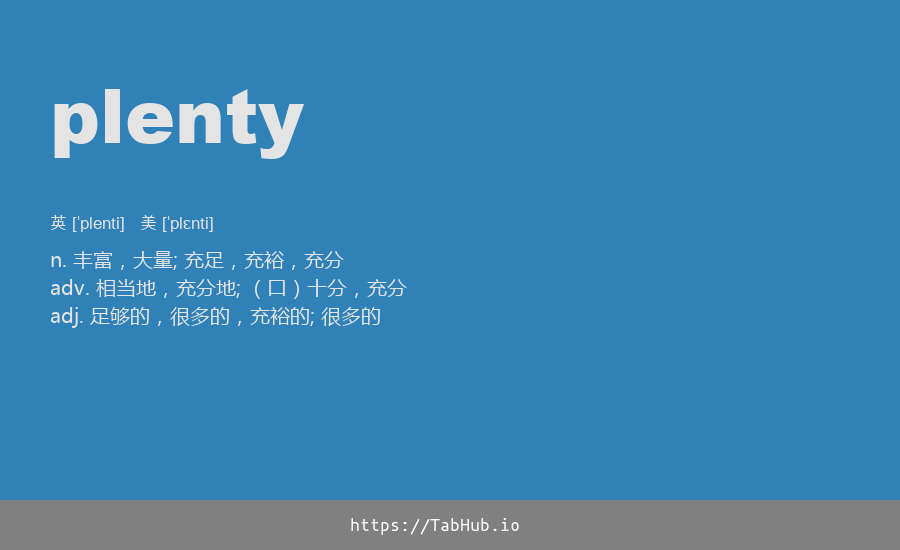 plenty
英 ['plenti]   美 ['plɛnti]
n. 丰富，大量; 充足，充裕，充分
adv. 相当地，充分地; （口）十分，充分
adj. 足够的，很多的，充裕的; 很多的
https://TabHub.io